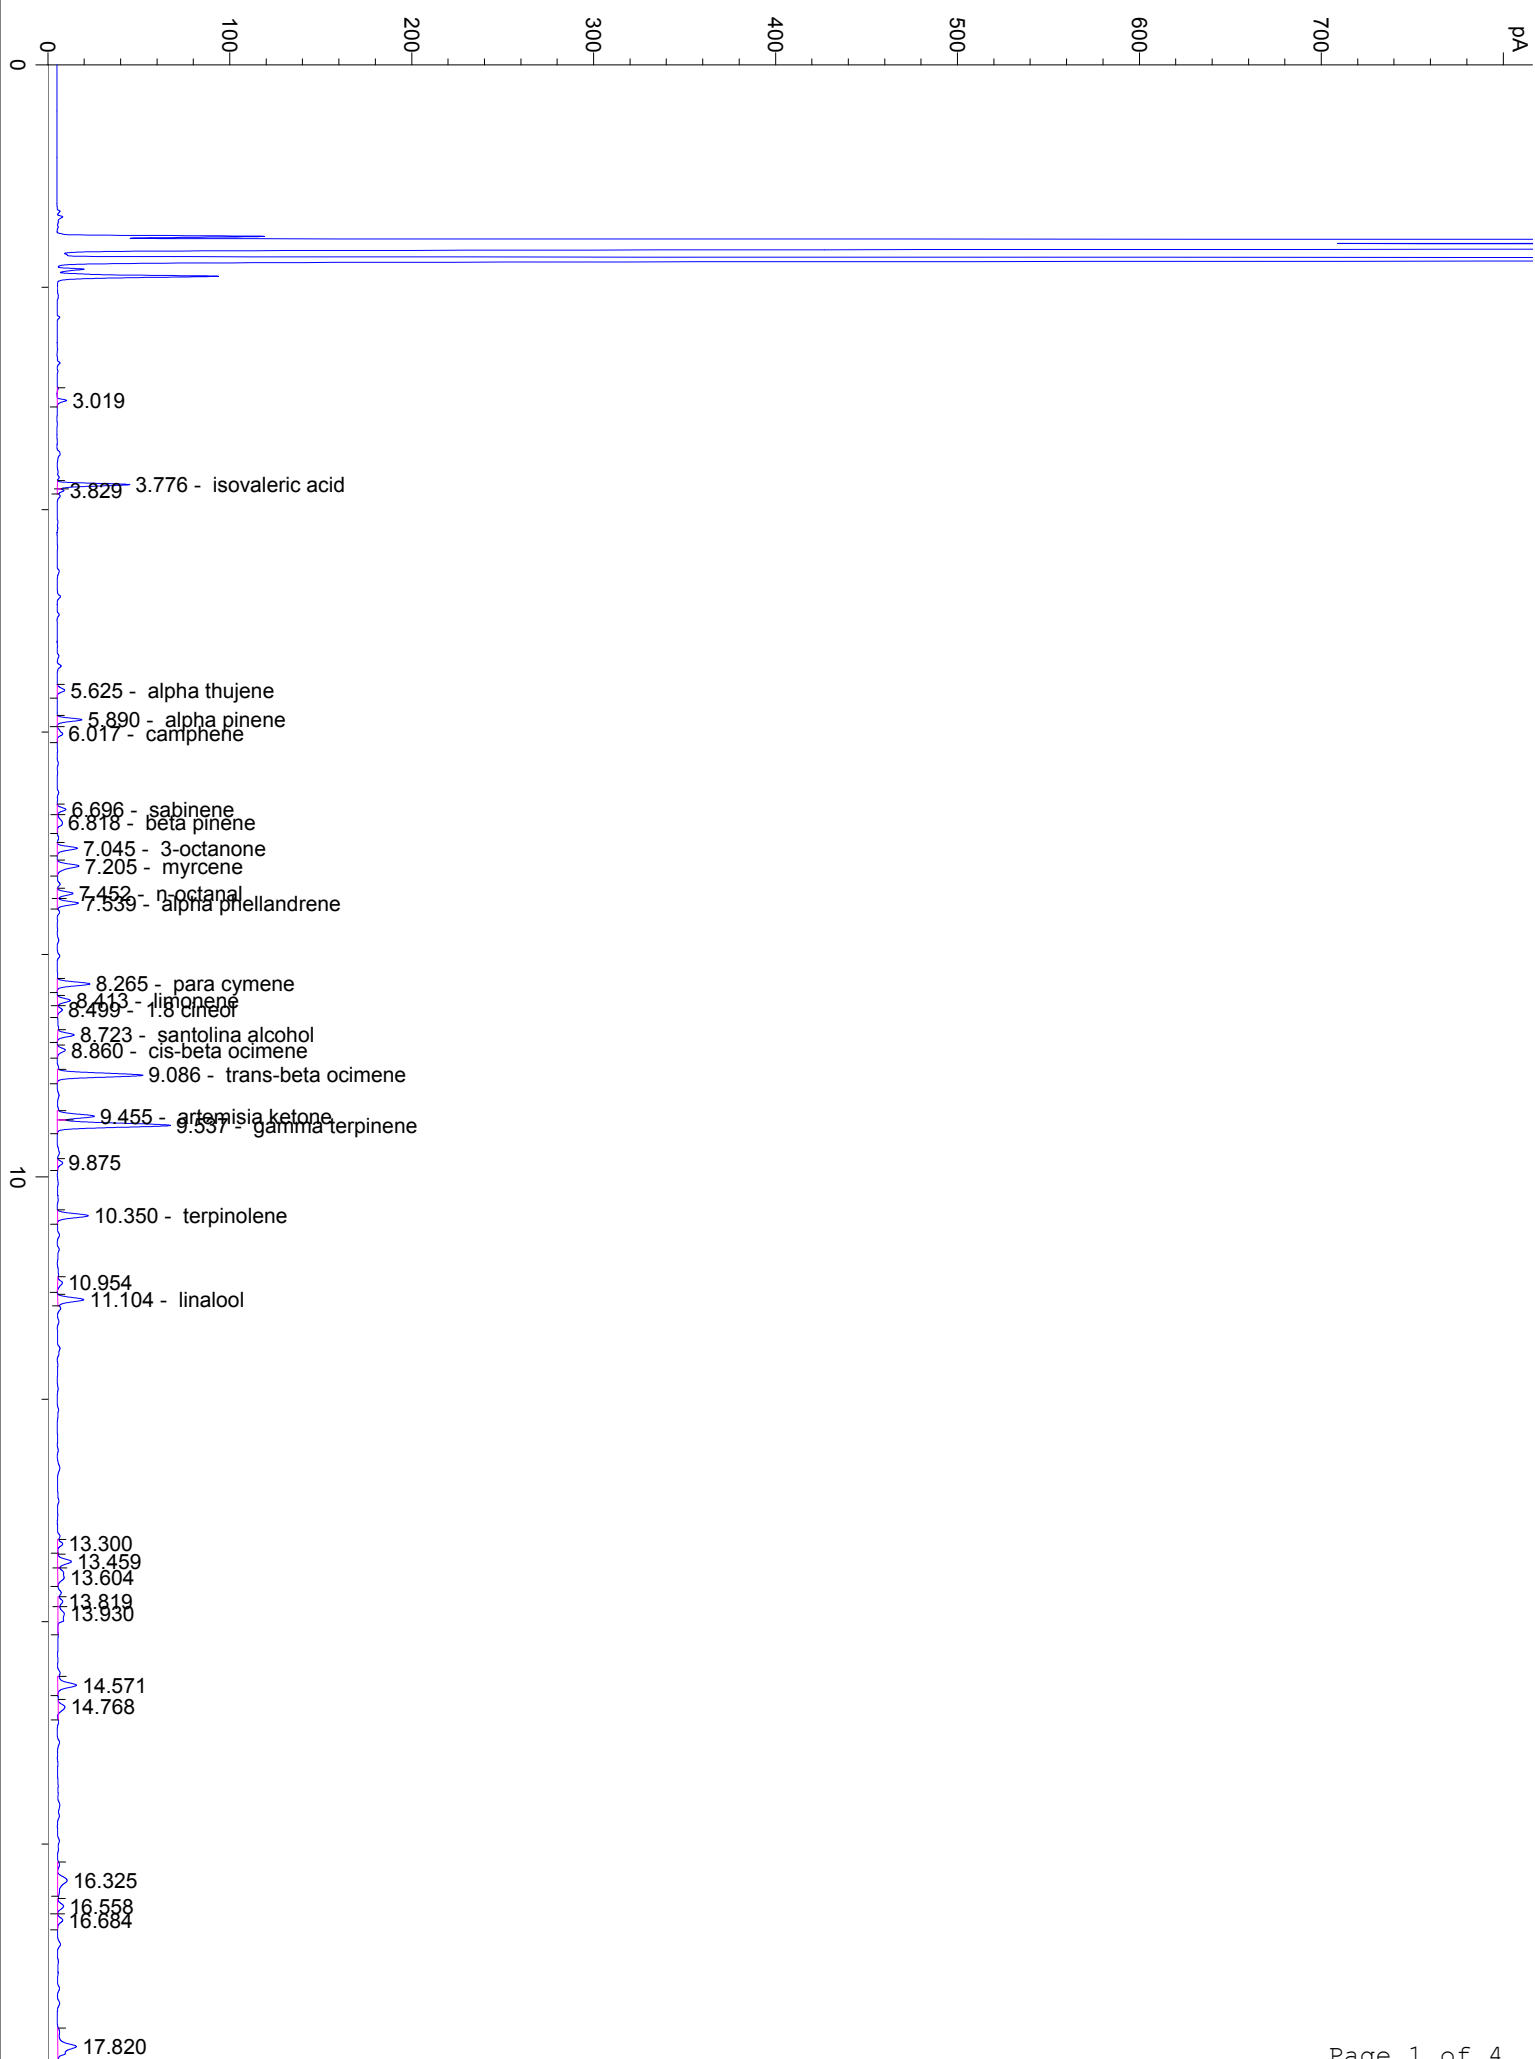 pA
0
100
200
300
400
500
600
700
0
3.019
3.776 - isovaleric acid
3.829
5.625 - alpha thujene
5.890 - alpha pinene
6.017 - camphene
6.696 - sabinene
6.818 - beta pinene
7.045 - 3-octanone
7.205 - myrcene
7.452 - n-octanal
7.539 - alpha phellandrene
8.265 - para cymene
8.413 - limonene
8.499 - 1.8 cineol
8.723 - santolina alcohol
8.860 - cis-beta ocimene
9.086 - trans-beta ocimene
9.455 - artemisia ketone
9.537 - gamma terpinene
9.875
10
10.350 - terpinolene
10.954
11.104 - linalool
13.300
13.459
13.604
13.819
13.930
14.571
14.768
16.325
16.558
16.684
17.820
Page 1 of 4